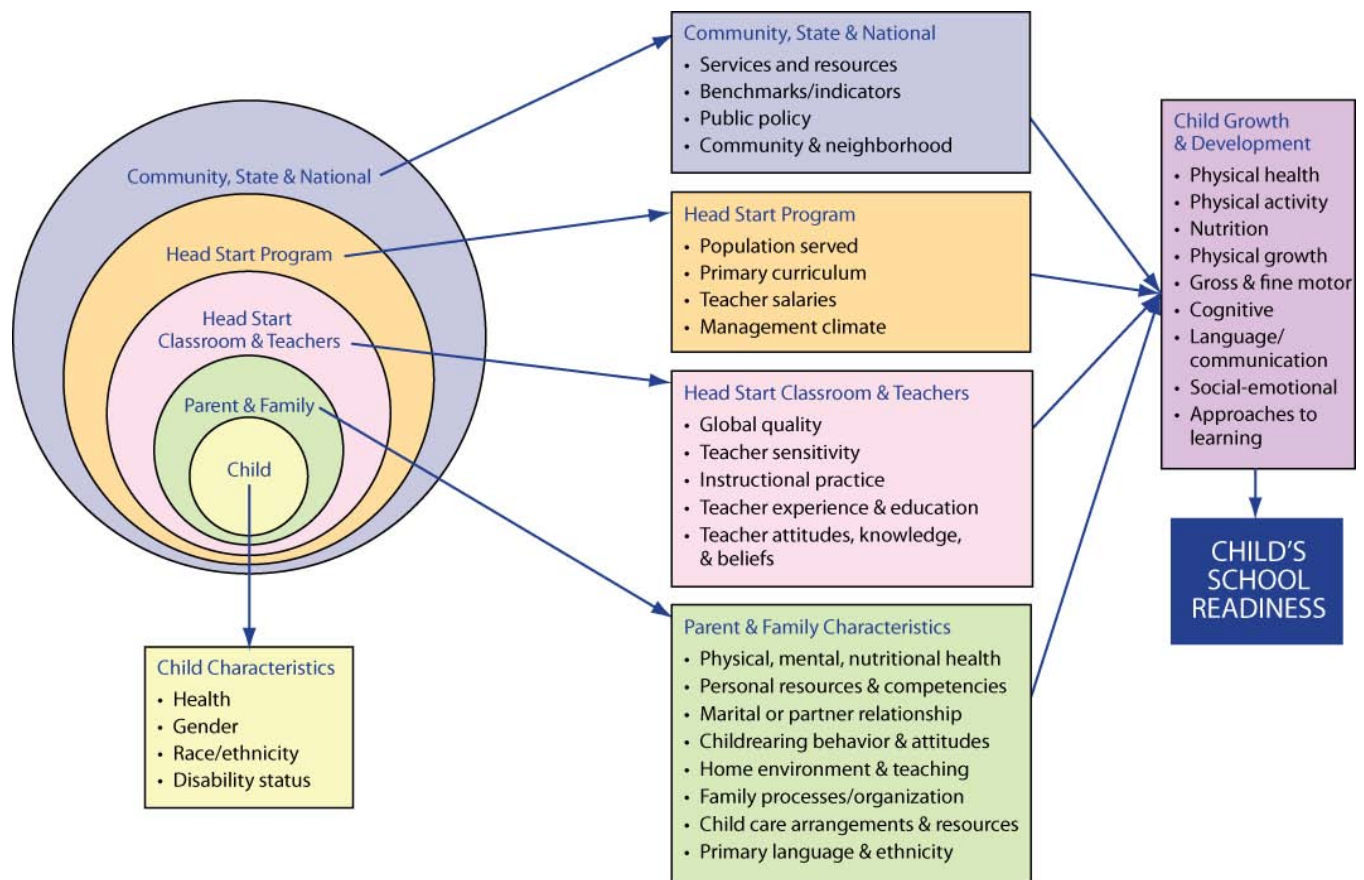 Community, State & National
Head Start Program
Head Start
Classroom & Teachers
Parent & Family
Child
Child Characteristics
• Health
• Gender
• Race/ethnicity
• Disability status
Community, State & National
• Services and resources
• Benchmarks/indicators
• Public policy
• Community & neighborhood
Head Start Program
• Population served
• Primary curriculum
• Teacher salaries
• Management climate
Head Start Classroom & Teachers
• Global quality
• Teacher sensitivity
• Instructional practice
• Teacher experience & education
• Teacher attitudes, knowledge,
& beliefs
Parent & Family Characteristics
• Physical, mental, nutritional health
• Personal resources & competencies
• Marital or partner relationship
• Childrearing behavior & attitudes
• Home environment & teaching
• Family processes/organization
• Child care arrangements & resources
• Primary language & ethnicity
Child Growth
& Development
• Physical health
• Physical activity
• Nutrition
• Physical growth
• Gross & fine motor
• Cognitive
• Language/
communication
• Social-emotional
• Approaches to
learning
CHILD’S
SCHOOL
READINESS